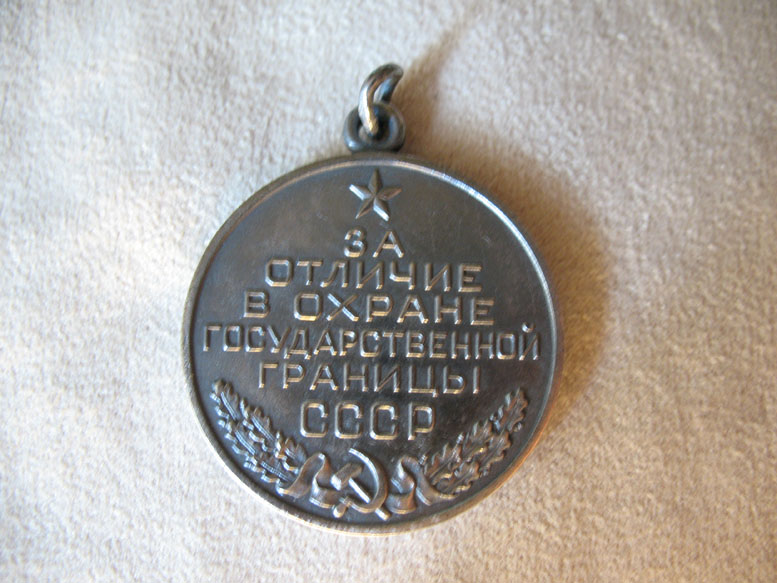 ЗА
ОТЛИЧИЕ
В ОХРАНЕ
ГОСУДАРСТВЕННОЙ
ГРАНИЦЫ
СССР